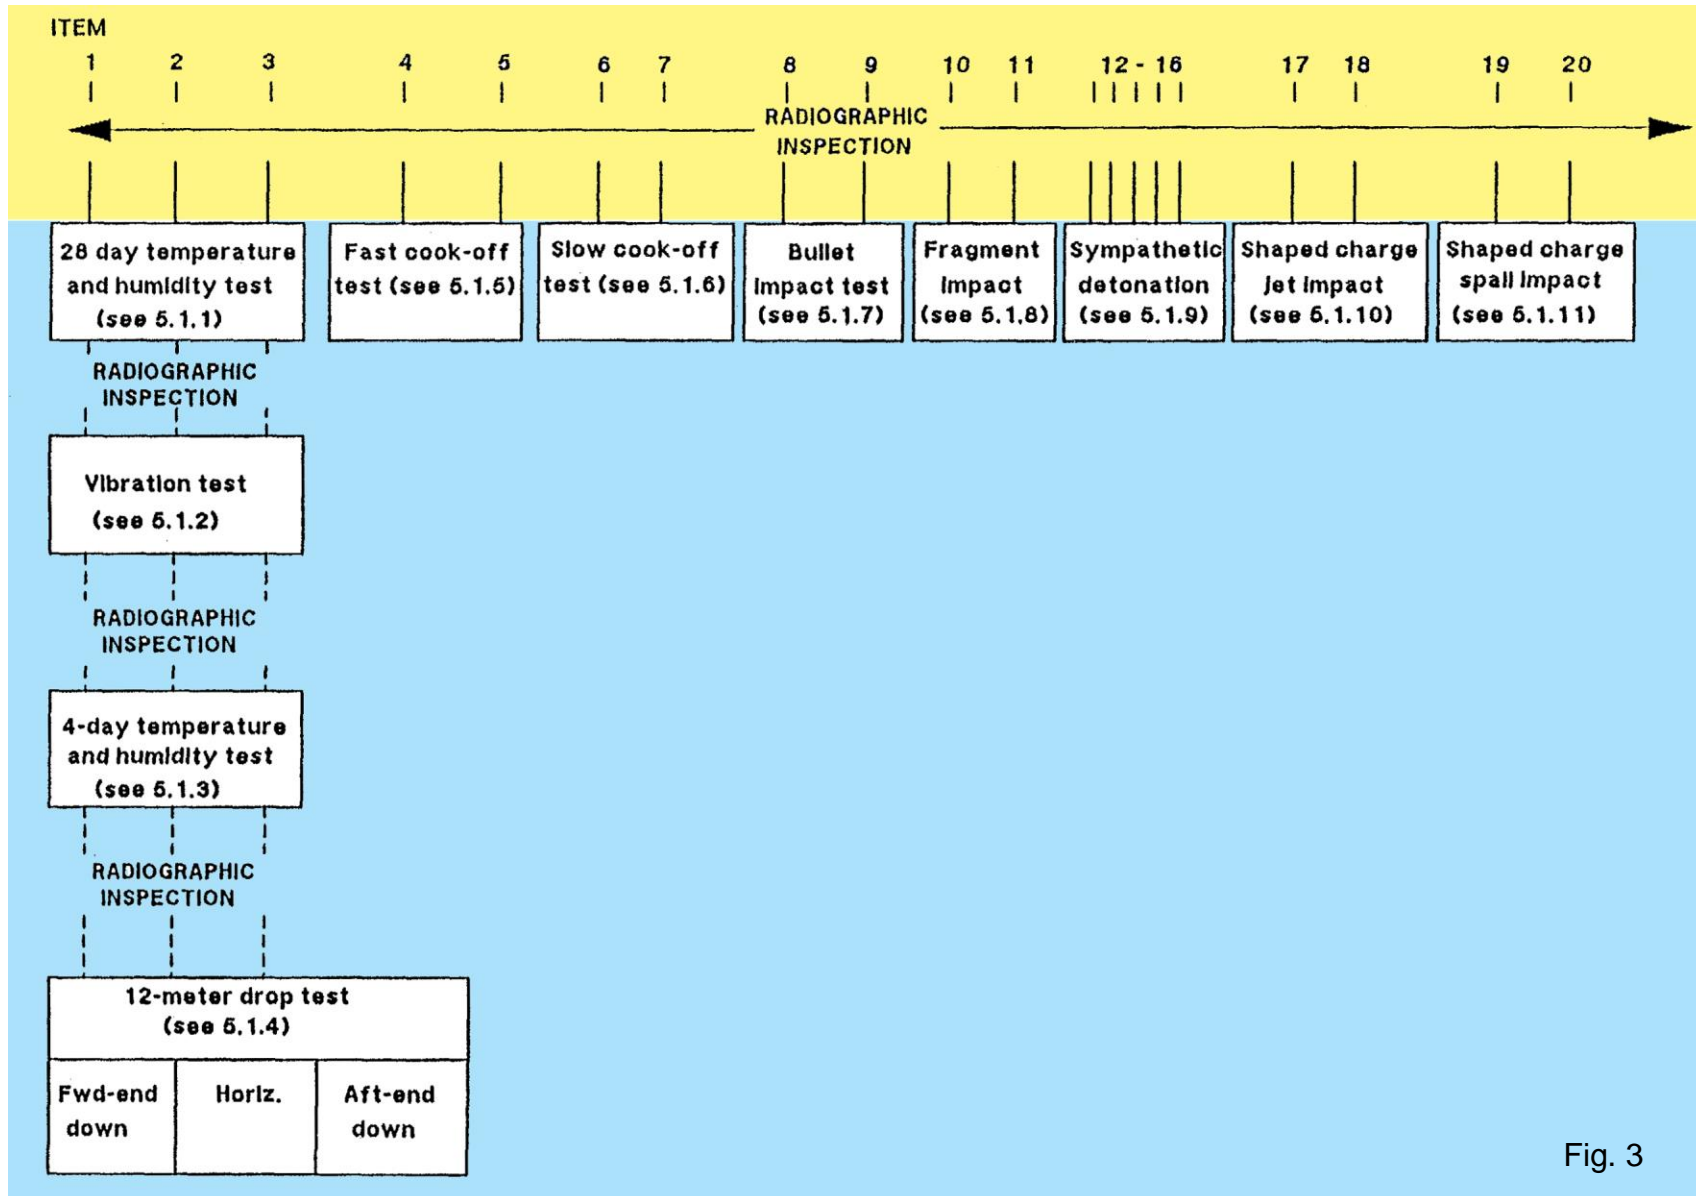 ITEM
1 2 3 4 5 6 7 8 9 10 11 12 - 16 17 18 19 20
RADIOGRAPHIC
INSPECTION
28 day temperature
and humidity test
(see 5.1.1)
Fast cook-off
test (see 5.1.5)
Slow cook-off
test (see 5.1.6)
Bullet
impact test
(see 5.1.7)
Fragment
impact
(see 5.1.8)
Sympathetic
detonation
(see 5.1.9)
Shaped charge
jet impact
(see 5.1.10)
Shaped charge
spall impact
(see 5.1.11)
RADIOGRAPHIC
INSPECTION
Vibration test
(see 5.1.2)
RADIOGRAPHIC
INSPECTION
4-day temperature
and humidity test
(see 5.1.3)
RADIOGRAPHIC
INSPECTION
12-meter drop test
(see 5.1.4)
Fwd-end
down
Horiz.
Aft-end
down
Fig. 3